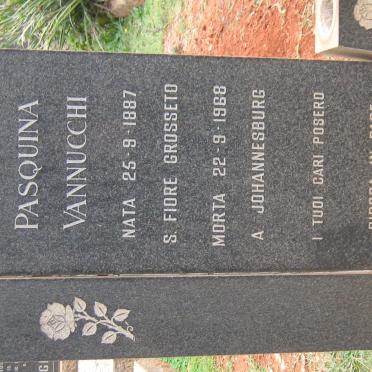 PASQUINA
VANNUCCHI
NATA 25-9-1887
S. FIORE GROSSETO
MORTA 22-9-1968
A JOHANNESBURG
I TUOI CARI POSERO